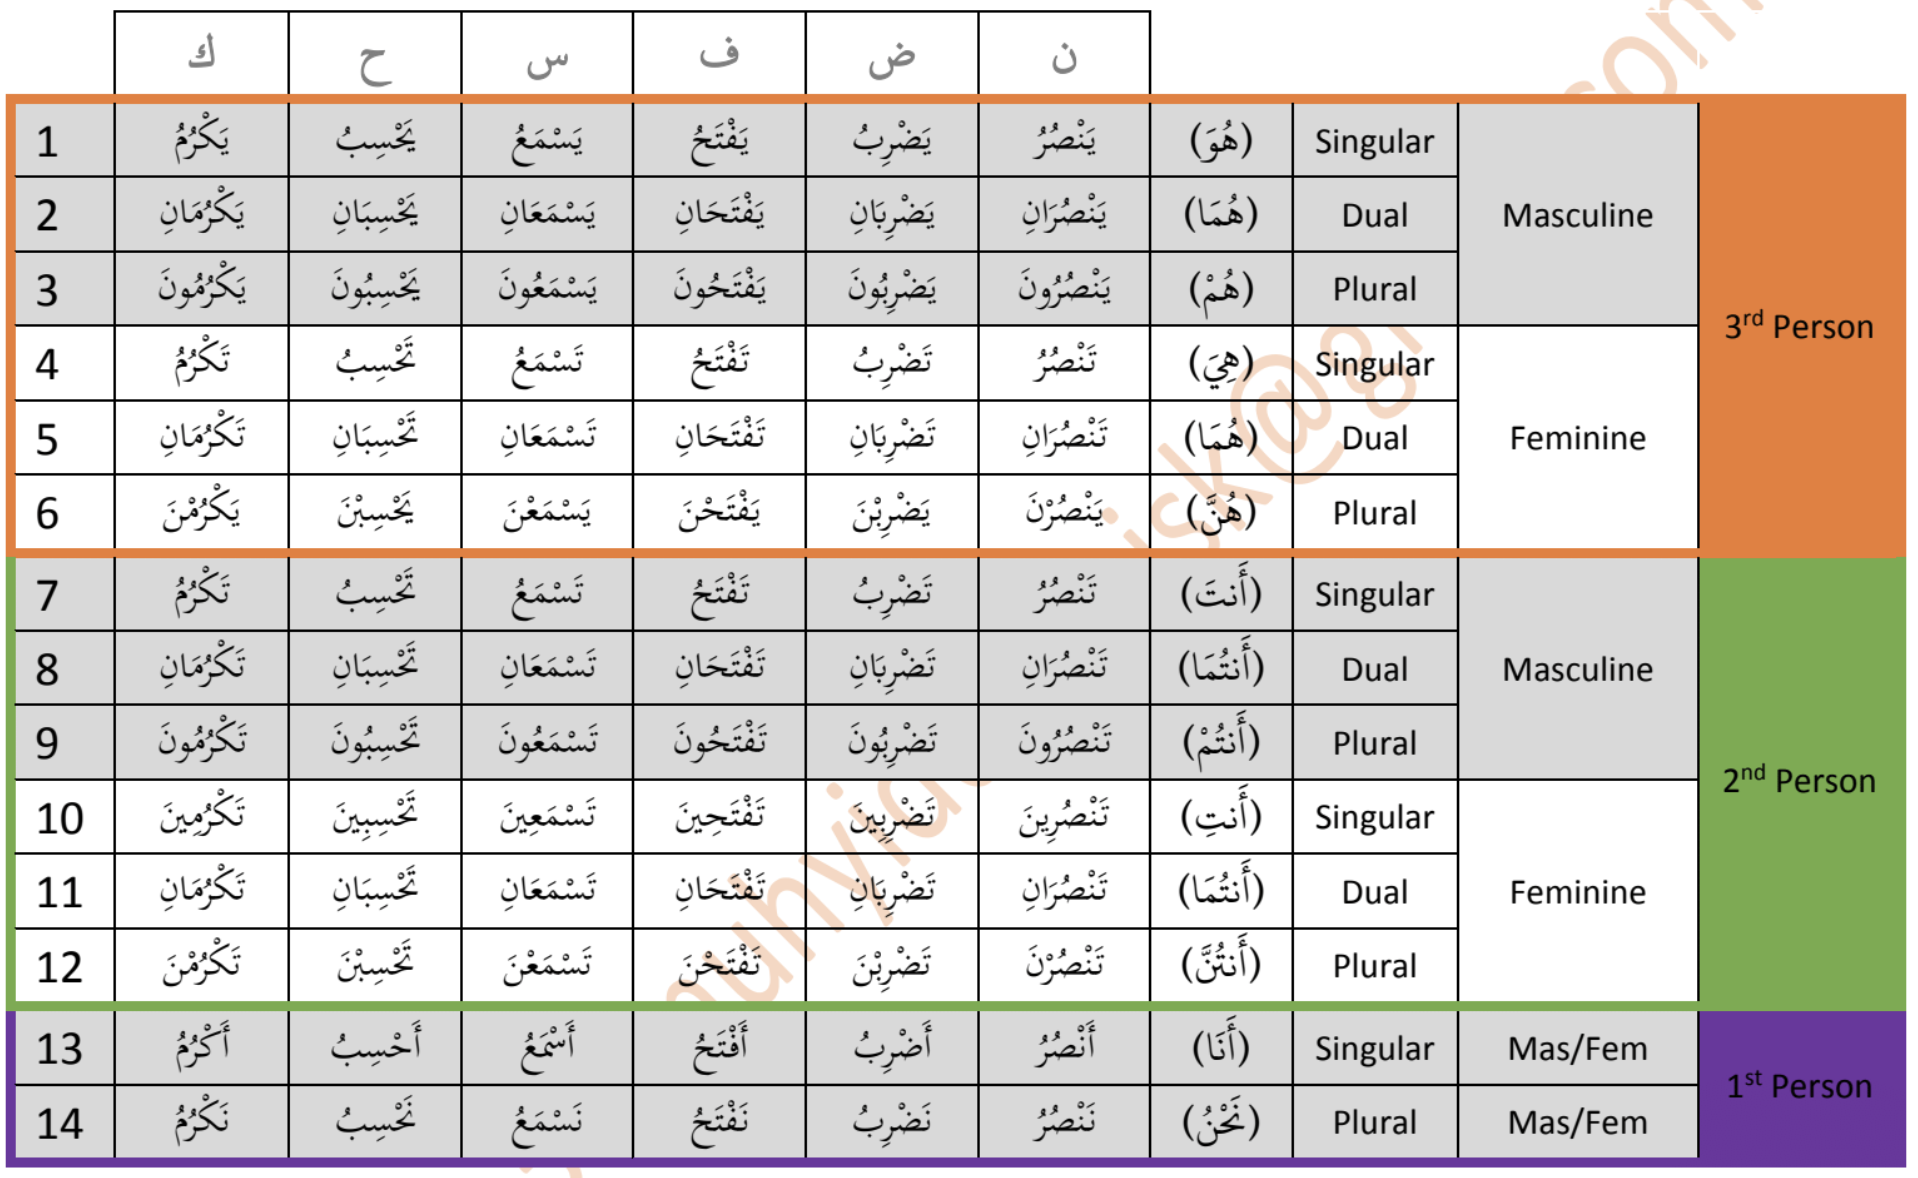 ك ح س ف ض ن
1 يَكْرُمُ يَحْسِبُ يَسْمَعُ يَفْتَحُ يَضْرِبُ يَنْصُرُ (هُوَ) Singular
2 يَكْرُمَانِ يَحْسِبَانِ يَسْمَعَانِ يَفْتَحَانِ يَضْرِبَانِ يَنْصُرَانِ (هُمَا) Dual Masculine
3 يَكْرُمُونَ يَحْسِبُونَ يَسْمَعُونَ يَفْتَحُونَ يَضْرِبُونَ يَنْصُرُونَ (هُمْ) Plural
3rd Person
4 تَكْرُمُ تَحْسِبُ تَسْمَعُ تَفْتَحُ تَضْرِبُ تَنْصُرُ (هِيَ) Singular
5 تَكْرُمَانِ تَحْسِبَانِ تَسْمَعَانِ تَفْتَحَانِ تَضْرِبَانِ تَنْصُرَانِ (هُمَا) Dual Feminine
6 يَكْرُمْنَ يَحْسِبْنَ يَسْمَعْنَ يَفْتَحْنَ يَضْرِبْنَ يَنْصُرْنَ (هُنَّ) Plural
7 تَكْرُمُ تَحْسِبُ تَسْمَعُ تَفْتَحُ تَضْرِبُ تَنْصُرُ (أَنتَ) Singular
8 تَكْرُمَانِ تَحْسِبَانِ تَسْمَعَانِ تَفْتَحَانِ تَضْرِبَانِ تَنْصُرَانِ (أَنتُمَا) Dual Masculine
9 تَكْرُمُونَ تَحْسِبُونَ تَسْمَعُونَ تَفْتَحُونَ تَضْرِبُونَ تَنْصُرُونَ (أَنتُمْ) Plural
2nd Person
10 تَكْرُمِينَ تَحْسِبِينَ تَسْمَعِينَ تَفْتَحِينَ تَضْرِبِينَ تَنْصُرِينَ (أَنتِ) Singular
11 تَكْرُمَانِ تَحْسِبَانِ تَسْمَعَانِ تَفْتَحَانِ تَضْرِبَانِ تَنْصُرَانِ (أَنتُمَا) Dual Feminine
12 تَكْرُمْنَ تَحْسِبْنَ تَسْمَعْنَ تَفْتَحْنَ تَضْرِبْنَ تَنْصُرْنَ (أَنتُنَّ) Plural
13 أَكْرُمُ أَحْسِبُ أَسْمَعُ أَفْتَحُ أَضْرِبُ أَنْصُرُ (أَنَا) Singular Mas/Fem
1st Person
14 نَكْرُمُ نَحْسِبُ نَسْمَعُ نَفْتَحُ نَضْرِبُ نَنْصُرُ (نَحْنُ) Plural Mas/Fem